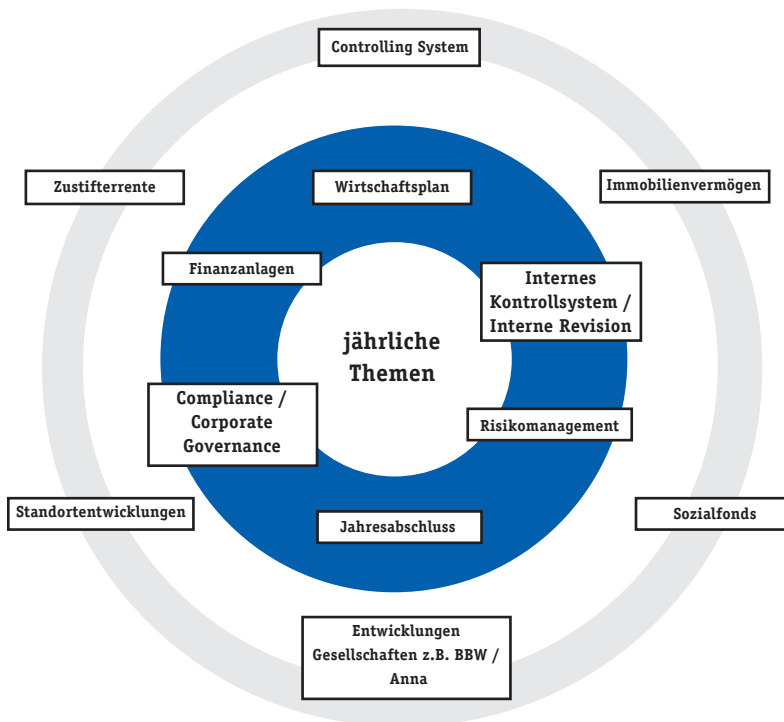 Controlling System
Zustifterrente
Wirtschaftsplan
Immobilienvermögen
Finanzanlagen
Internes
Kontrollsystem /
Interne Revision
jährliche
Themen
Compliance /
Corporate
Governance
Risikomanagement
Standortentwicklungen
Jahresabschluss
Sozialfonds
Entwicklungen
Gesellschaften z.B. BBW /
Anna